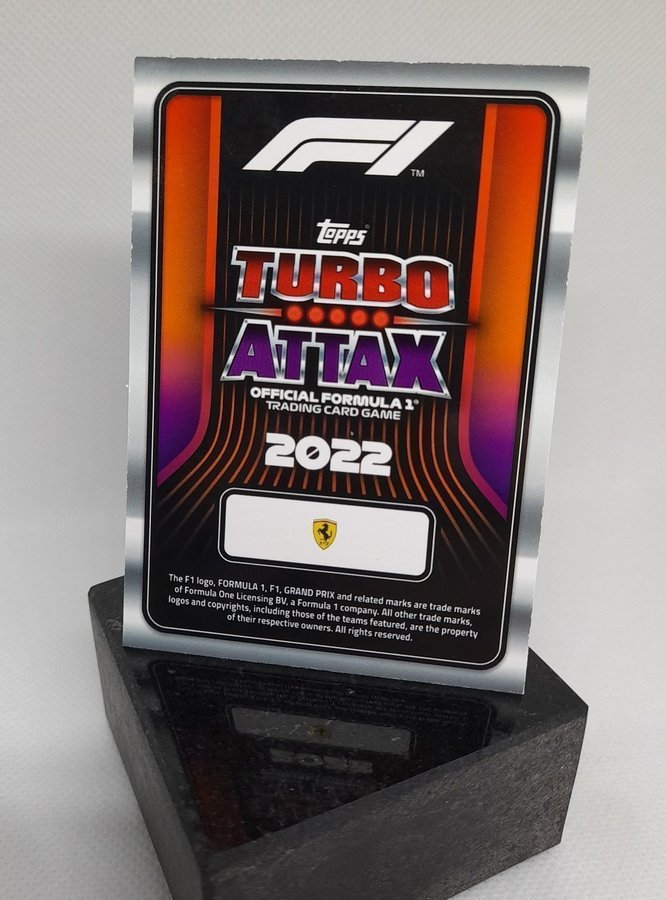 F1 ™
Topps®
TURBO
ATTAX
OFFICIAL FORMULA 1®
TRADING CARD GAME
2022
The F1 logo, FORMULA 1, F1, GRAND PRIX and related marks are trade marks
of Formula One Licensing BV, a Formula 1 company. All other trade marks,
logos and copyrights, including those of the teams featured, are the property
of their respective owners. All rights reserved.